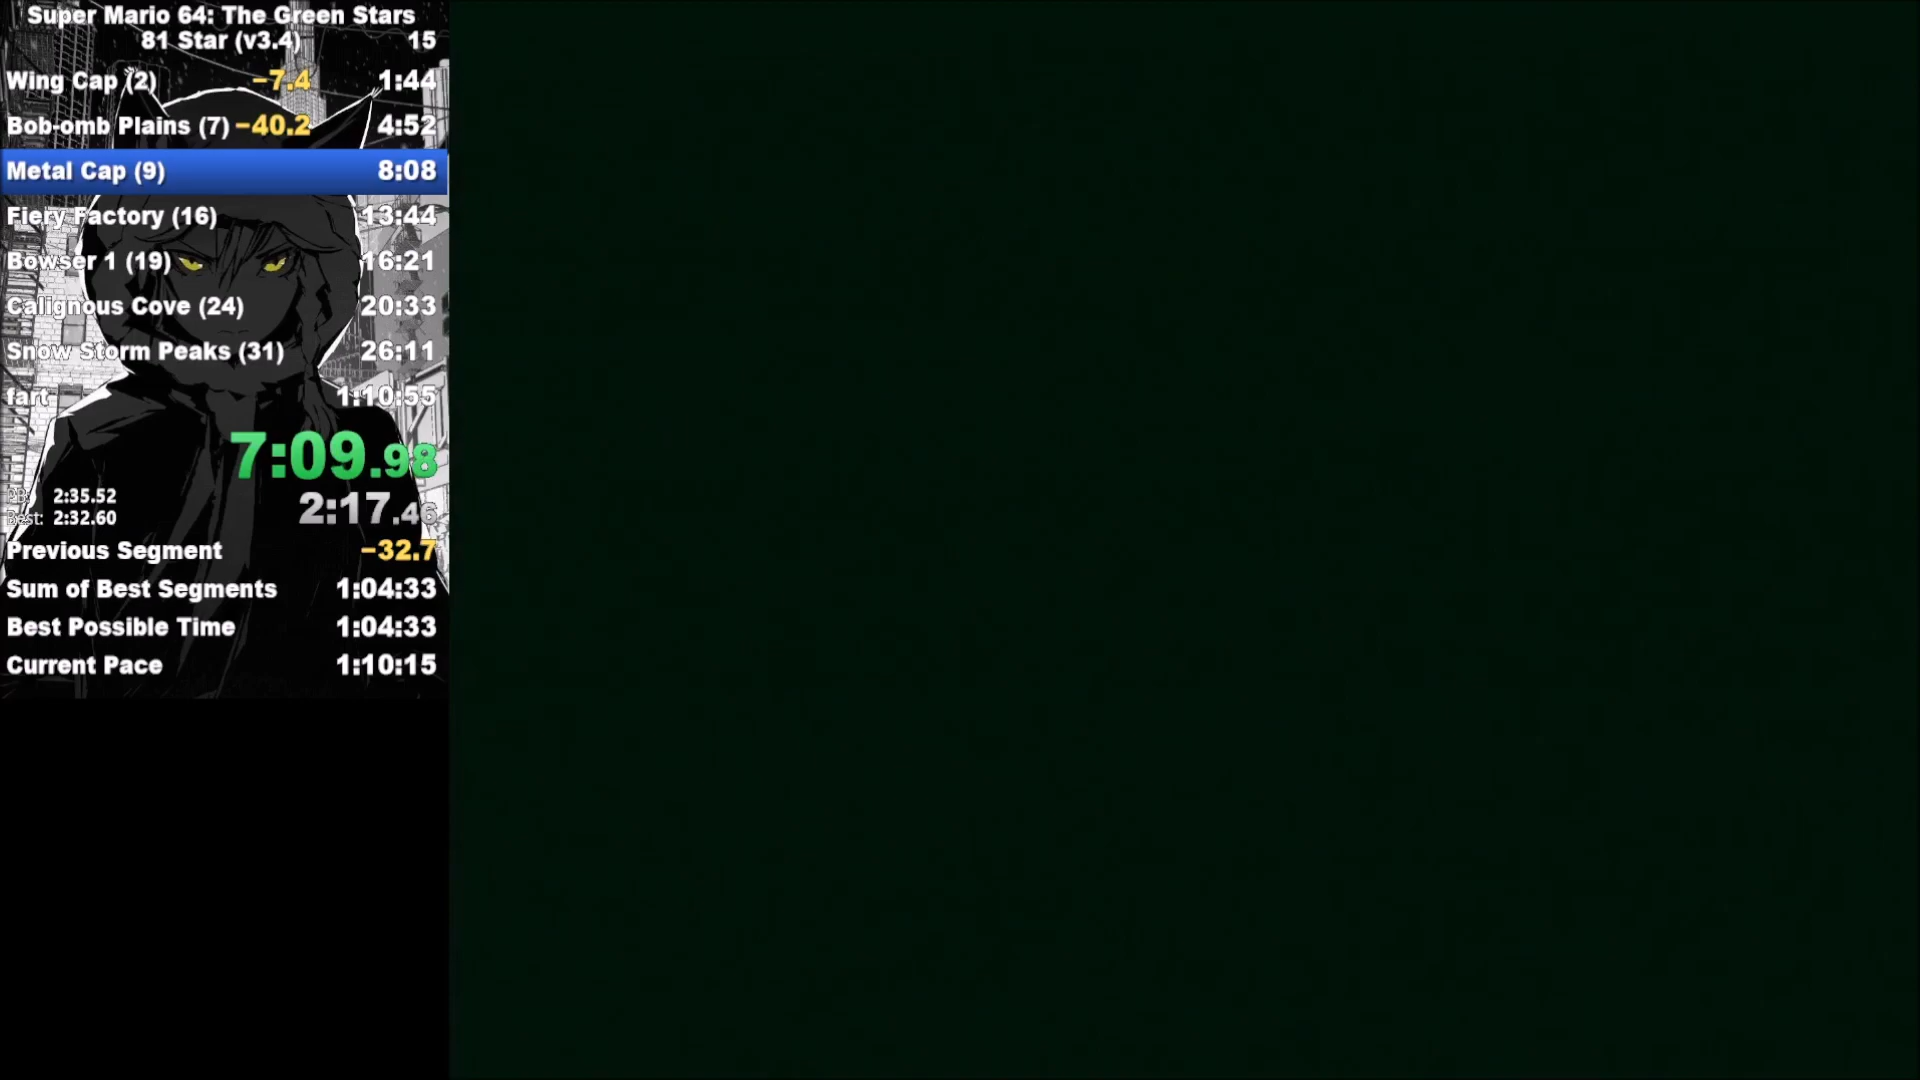 Super Mario 64: The Green Stars
81 Star (v3.4) 15
Wing Cap (2) −7.4 1:44
Bob-omb Plains (7) −40.2 4:52
Metal Cap (9) 8:08
Fiery Factory (16) 13:44
Bowser 1 (19) 16:21
Calignous Cove (24) 20:33
Snow Storm Peaks (31) 26:11
fart 1:10:55
7:09.98
PB: 2:35.52
2:17.46
Best: 2:32.60
Previous Segment −32.7
Sum of Best Segments 1:04:33
Best Possible Time 1:04:33
Current Pace 1:10:15